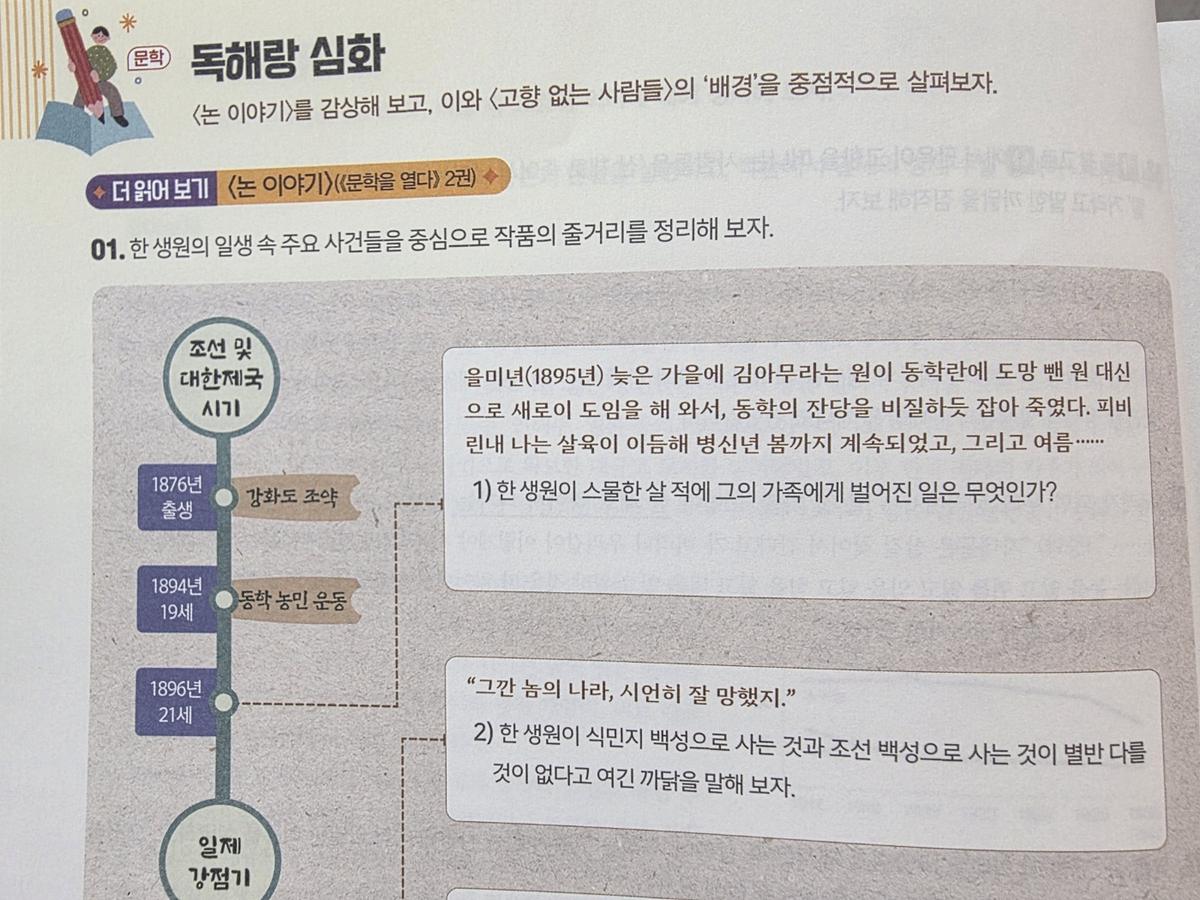 문학
독해랑 심화
〈논 이야기〉를 감상해 보고, 이와 〈고향 없는 사람들〉의 ‘배경’을 중점적으로 살펴보자.
더 읽어 보기 〈논 이야기〉(《문학을 열다》 2권)
01. 한 생원의 일생 속 주요 사건들을 중심으로 작품의 줄거리를 정리해 보자.
조선 및
대한제국
시기
1876년
출생
강화도 조약
1894년
19세
동학 농민 운동
1896년
21세
을미년(1895년) 늦은 가을에 김아무라는 원이 동학란에 도망 뺀 원 대신
으로 새로이 도임을 해 와서, 동학의 잔당을 비질하듯 잡아 죽였다. 피비
린내 나는 살육이 이듬해 병신년 봄까지 계속되었고, 그리고 여름……
1) 한 생원이 스물한 살 적에 그의 가족에게 벌어진 일은 무엇인가?
“그깐 놈의 나라, 시언히 잘 망했지.”
2) 한 생원이 식민지 백성으로 사는 것과 조선 백성으로 사는 것이 별반 다를
것이 없다고 여긴 까닭을 말해 보자.
일제
강점기